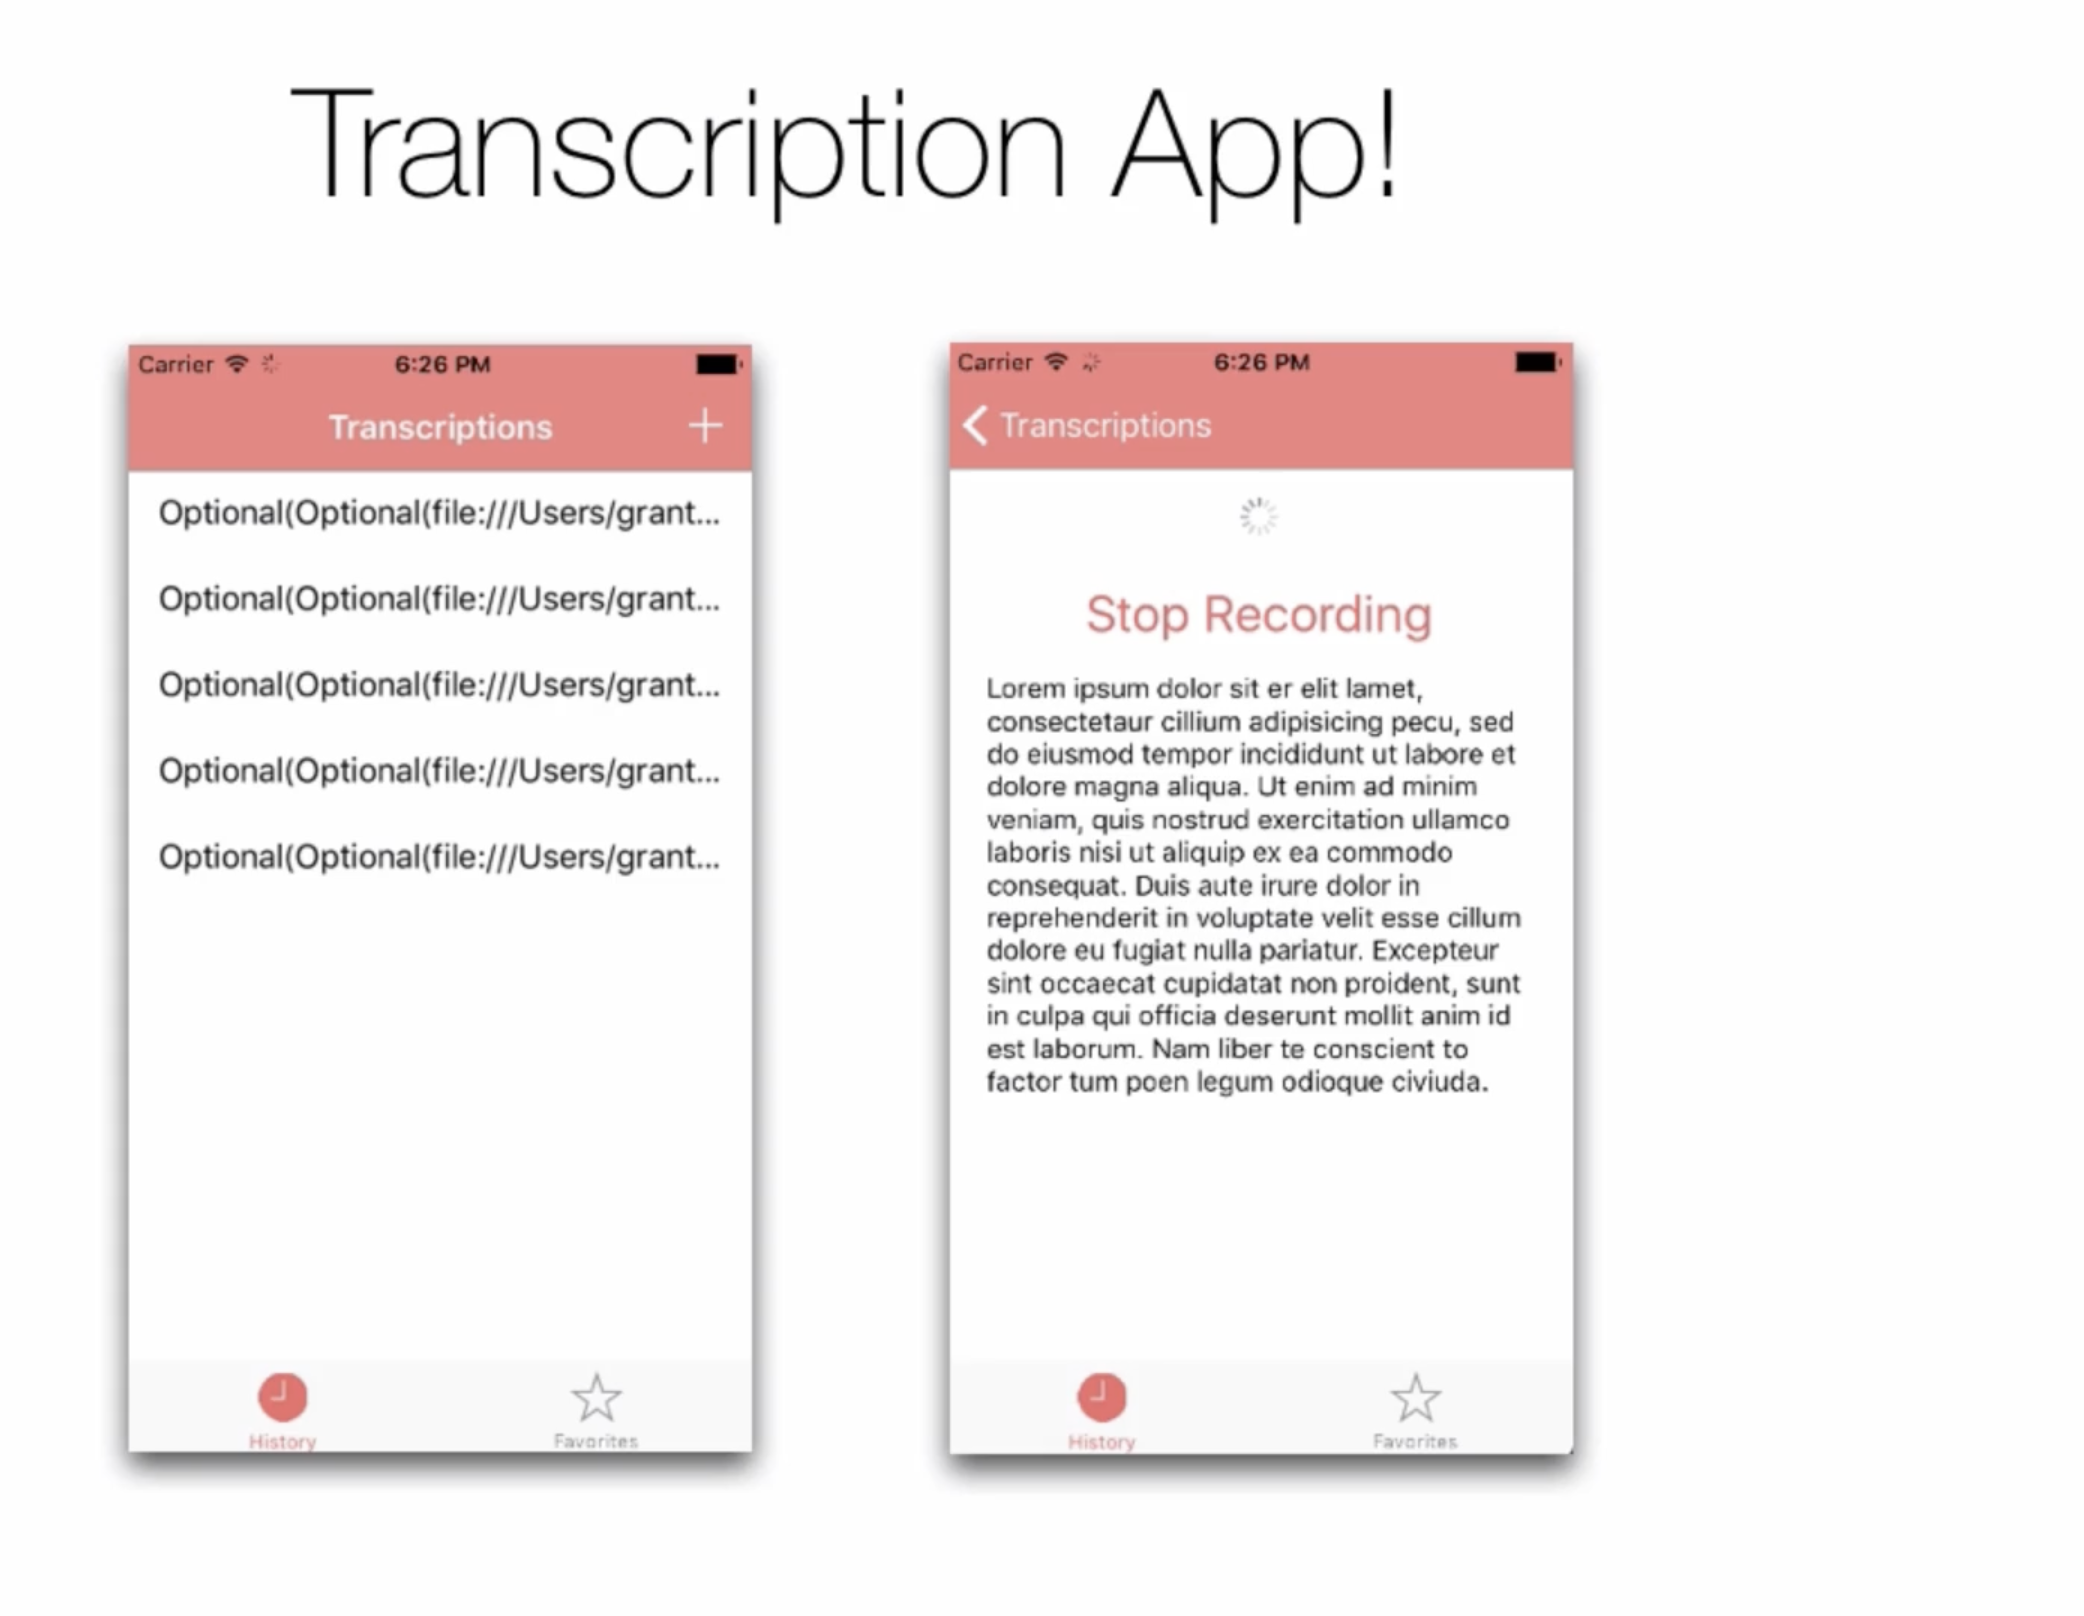 Transcription App!
Carrier 6:26 PM
Transcriptions +
Optional(Optional(file:///Users/grant...
Optional(Optional(file:///Users/grant...
Optional(Optional(file:///Users/grant...
Optional(Optional(file:///Users/grant...
Optional(Optional(file:///Users/grant...
History Favorites
Carrier 6:26 PM
Transcriptions
Stop Recording
Lorem ipsum dolor sit er elit lamet,
consectetaur cillium adipisicing pecu, sed
do eiusmod tempor incididunt ut labore et
dolore magna aliqua. Ut enim ad minim
veniam, quis nostrud exercitation ullamco
laboris nisi ut aliquip ex ea commodo
consequat. Duis aute irure dolor in
reprehenderit in voluptate velit esse cillum
dolore eu fugiat nulla pariatur. Excepteur
sint occaecat cupidatat non proident, sunt
in culpa qui officia deserunt mollit anim id
est laborum. Nam liber te conscient to
factor tum poen legum odioque civiuda.
History Favorites